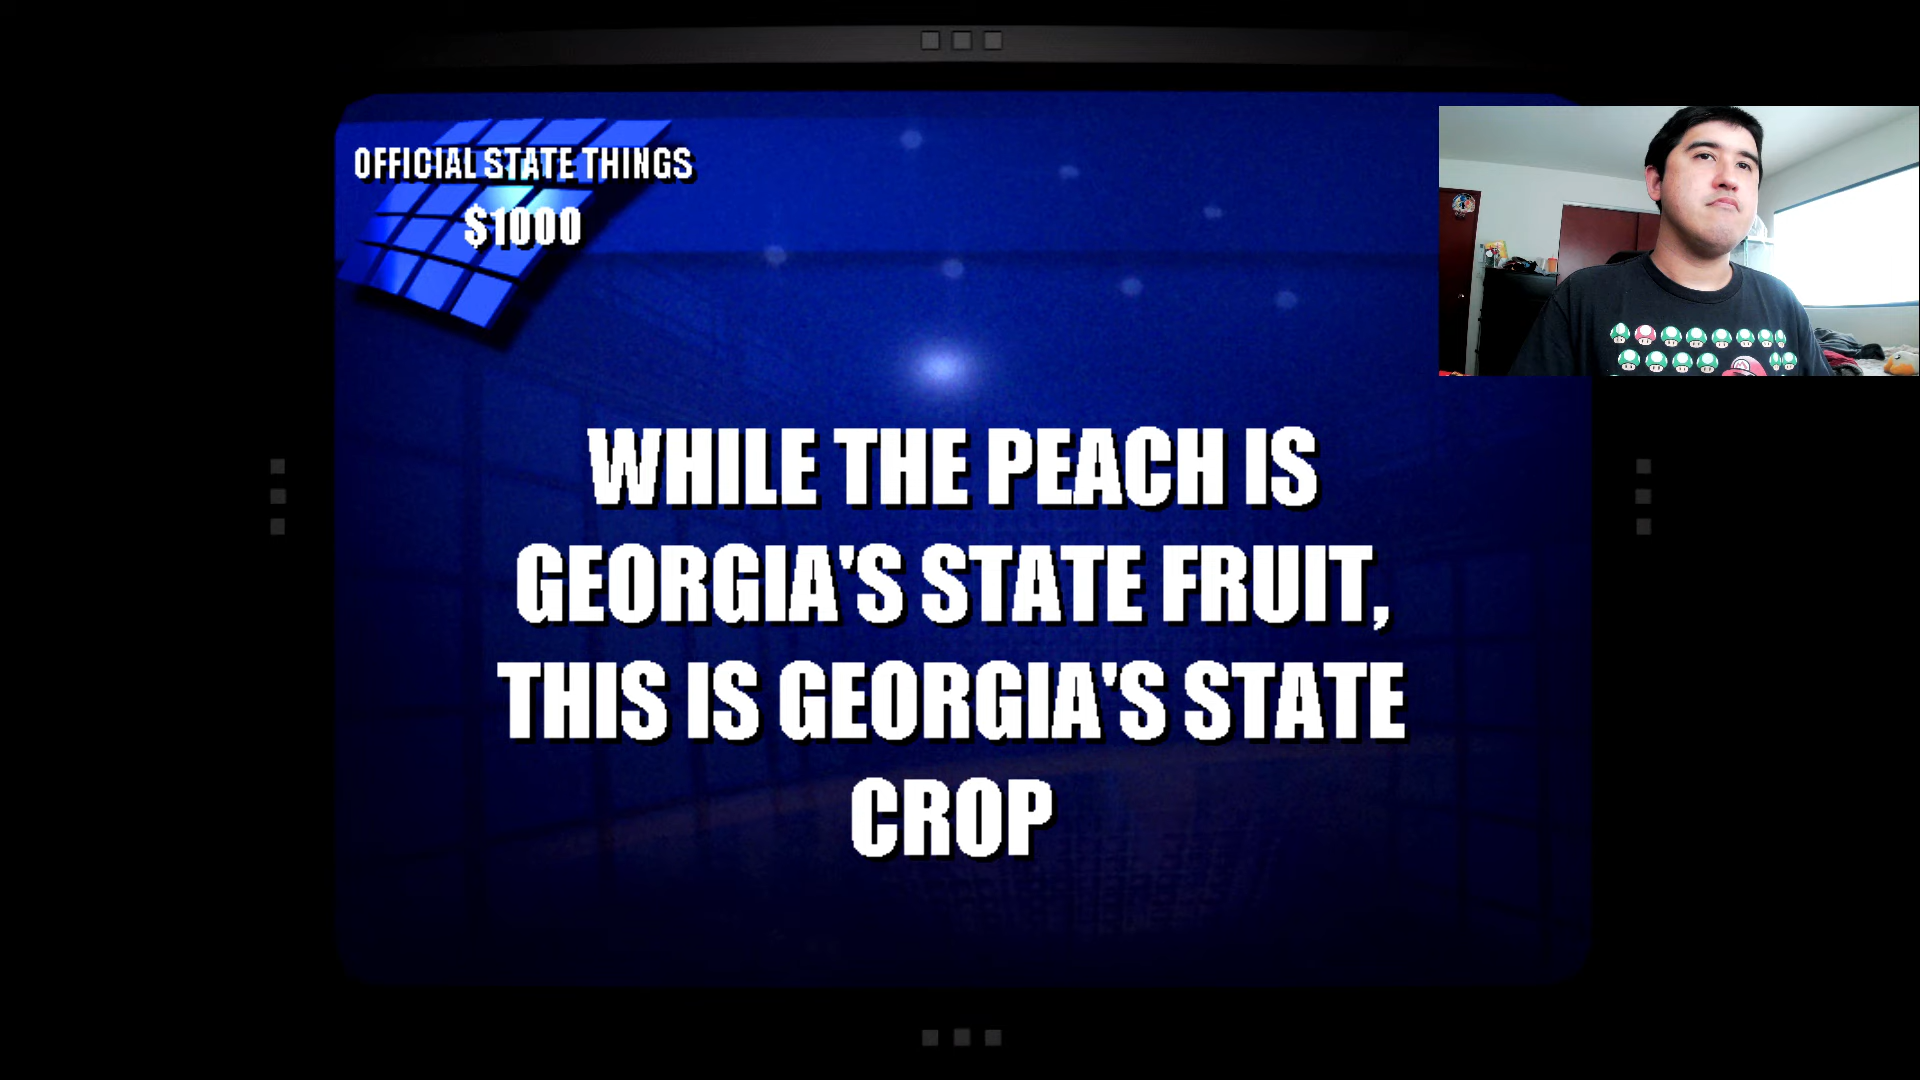 OFFICIAL STATE THINGS
$1000
WHILE THE PEACH IS
GEORGIA'S STATE FRUIT,
THIS IS GEORGIA'S STATE
CROP